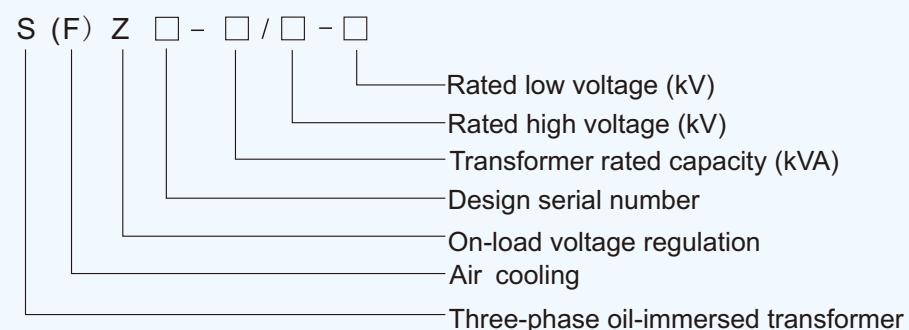 S (F) Z □ - □ / □ - □
Rated low voltage (kV)
Rated high voltage (kV)
Transformer rated capacity (kVA)
Design serial number
On-load voltage regulation
Air cooling
Three-phase oil-immersed transformer